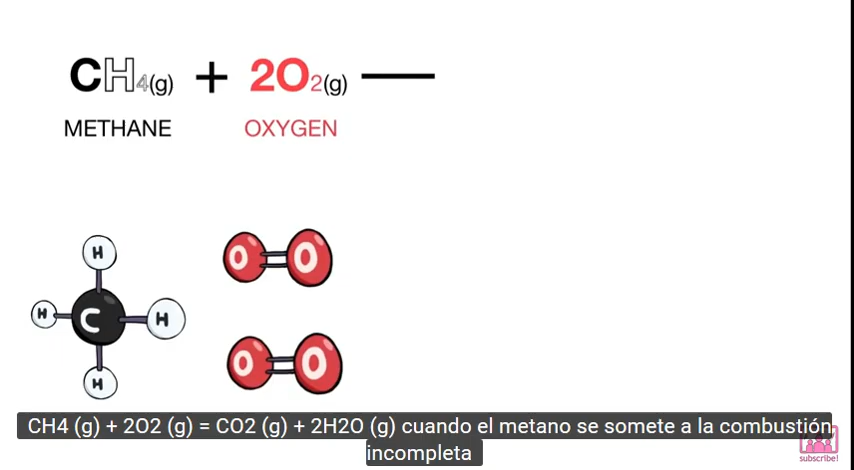 CH4(g) + 2O2(g)
METHANE OXYGEN
H
H C H
H
O O
O O
CH4 (g) + 2O2 (g) = CO2 (g) + 2H2O (g) cuando el metano se somete a la combustión
incompleta
subscribe!